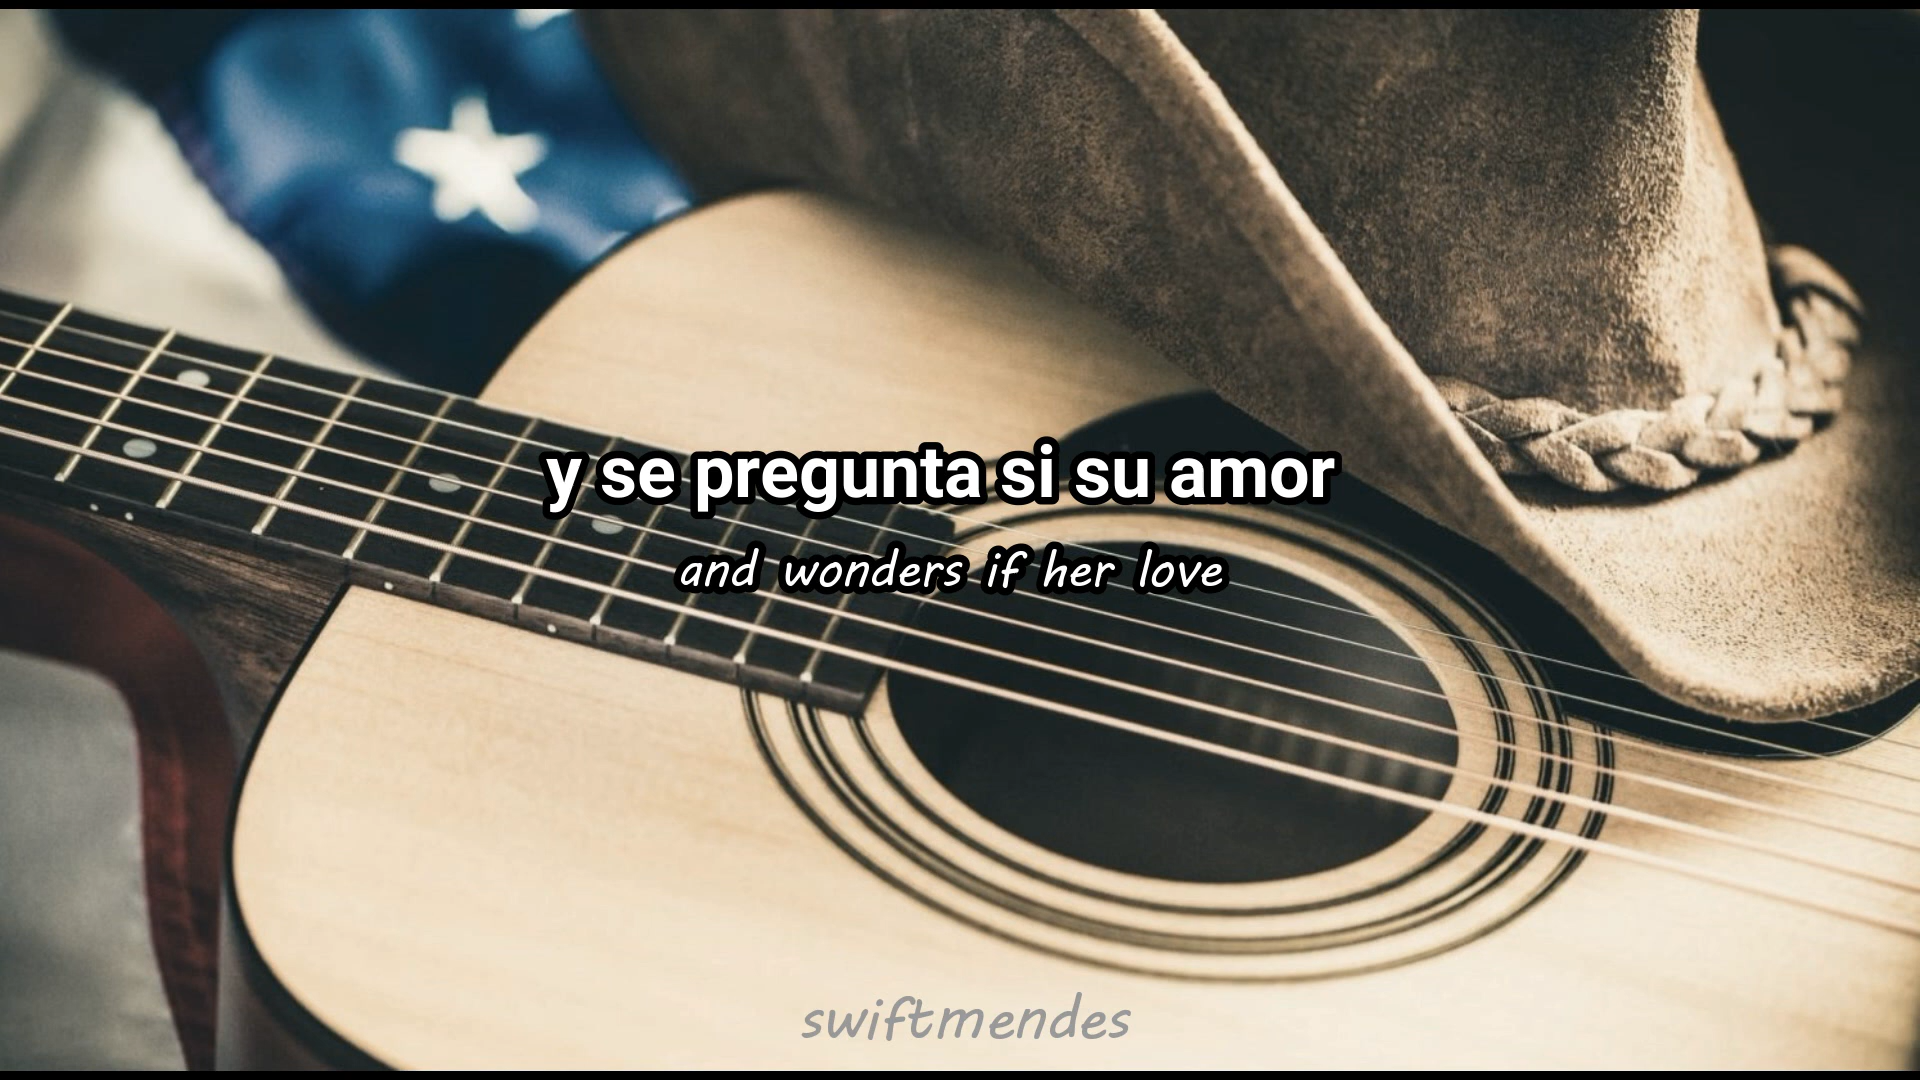 y se pregunta si su amor
and wonders if her love
swiftmendes